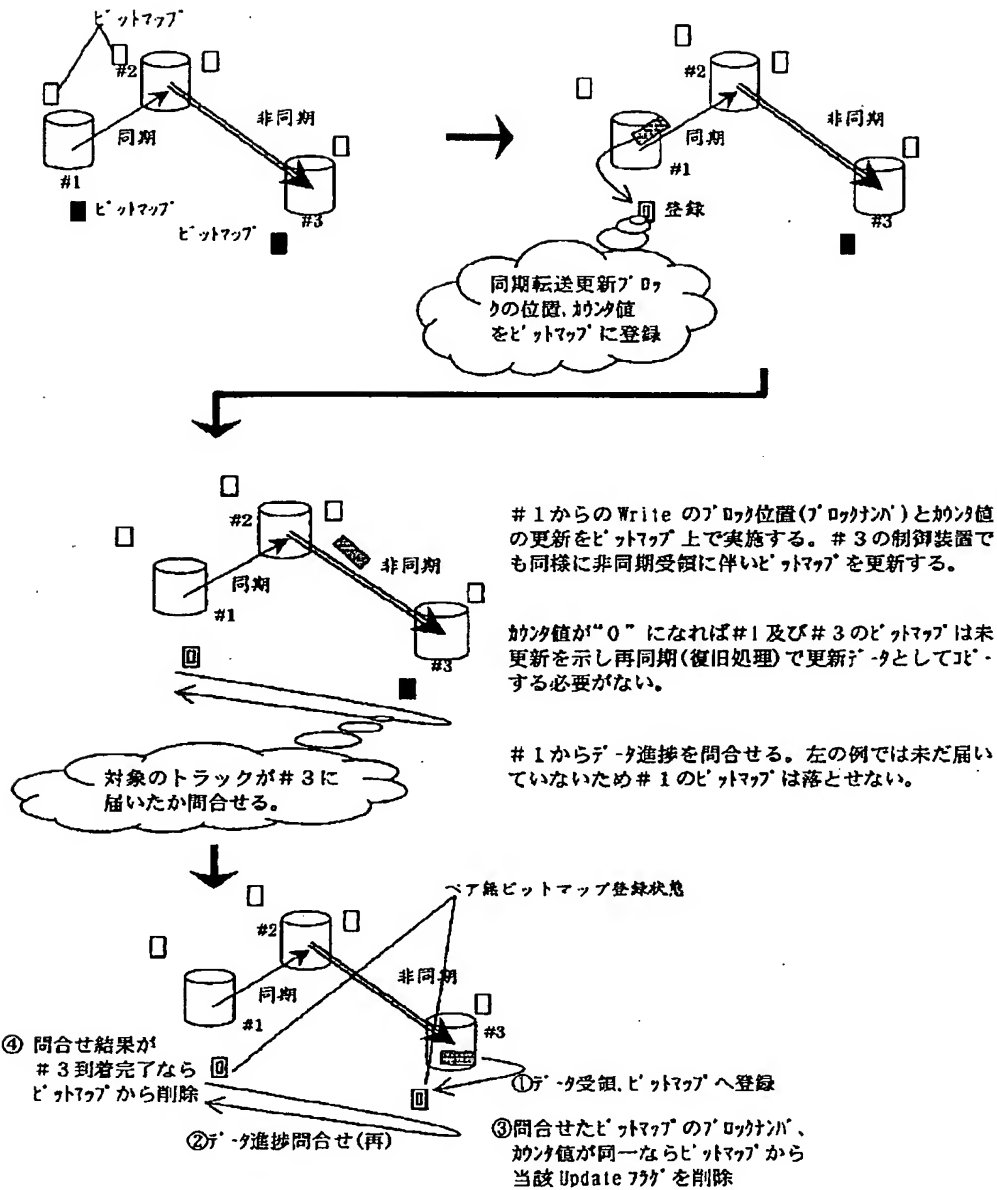 ビットマップ
#2
同期
非同期
#1
#3
ビットマップ
ビットマップ
#2
同期
非同期
#1
#3
登録
同期転送更新ブロッ
クの位置、カウンタ値
をビットマップに登録
#2
同期
非同期
#1
#3
#1からのWriteのブロック位置(ブロックナンバ)とカウンタ値
の更新をビットマップ上で実施する。#3の制御装置で
も同様に非同期受領に伴いビットマップを更新する。
カウンタ値が“0”になれば#1及び#3のビットマップは未
更新を示し再同期(復旧処理)で更新データとしてコピー
する必要がない。
#1からデータ進捗を問合せる。左の例では未だ届い
ていないため#1のビットマップは落とせない。
対象のトラックが#3に
届いたか問合せる。
ペア無ビットマップ登録状態
#2
同期
非同期
#1
#3
④ 問合せ結果が
#3到着完了なら
ビットマップから削除
①データ受領、ビットマップへ登録
②データ進捗問合せ(再)
③問合せたビットマップのブロックナンバ、
カウンタ値が同一ならビットマップから
当該Updateフラグを削除